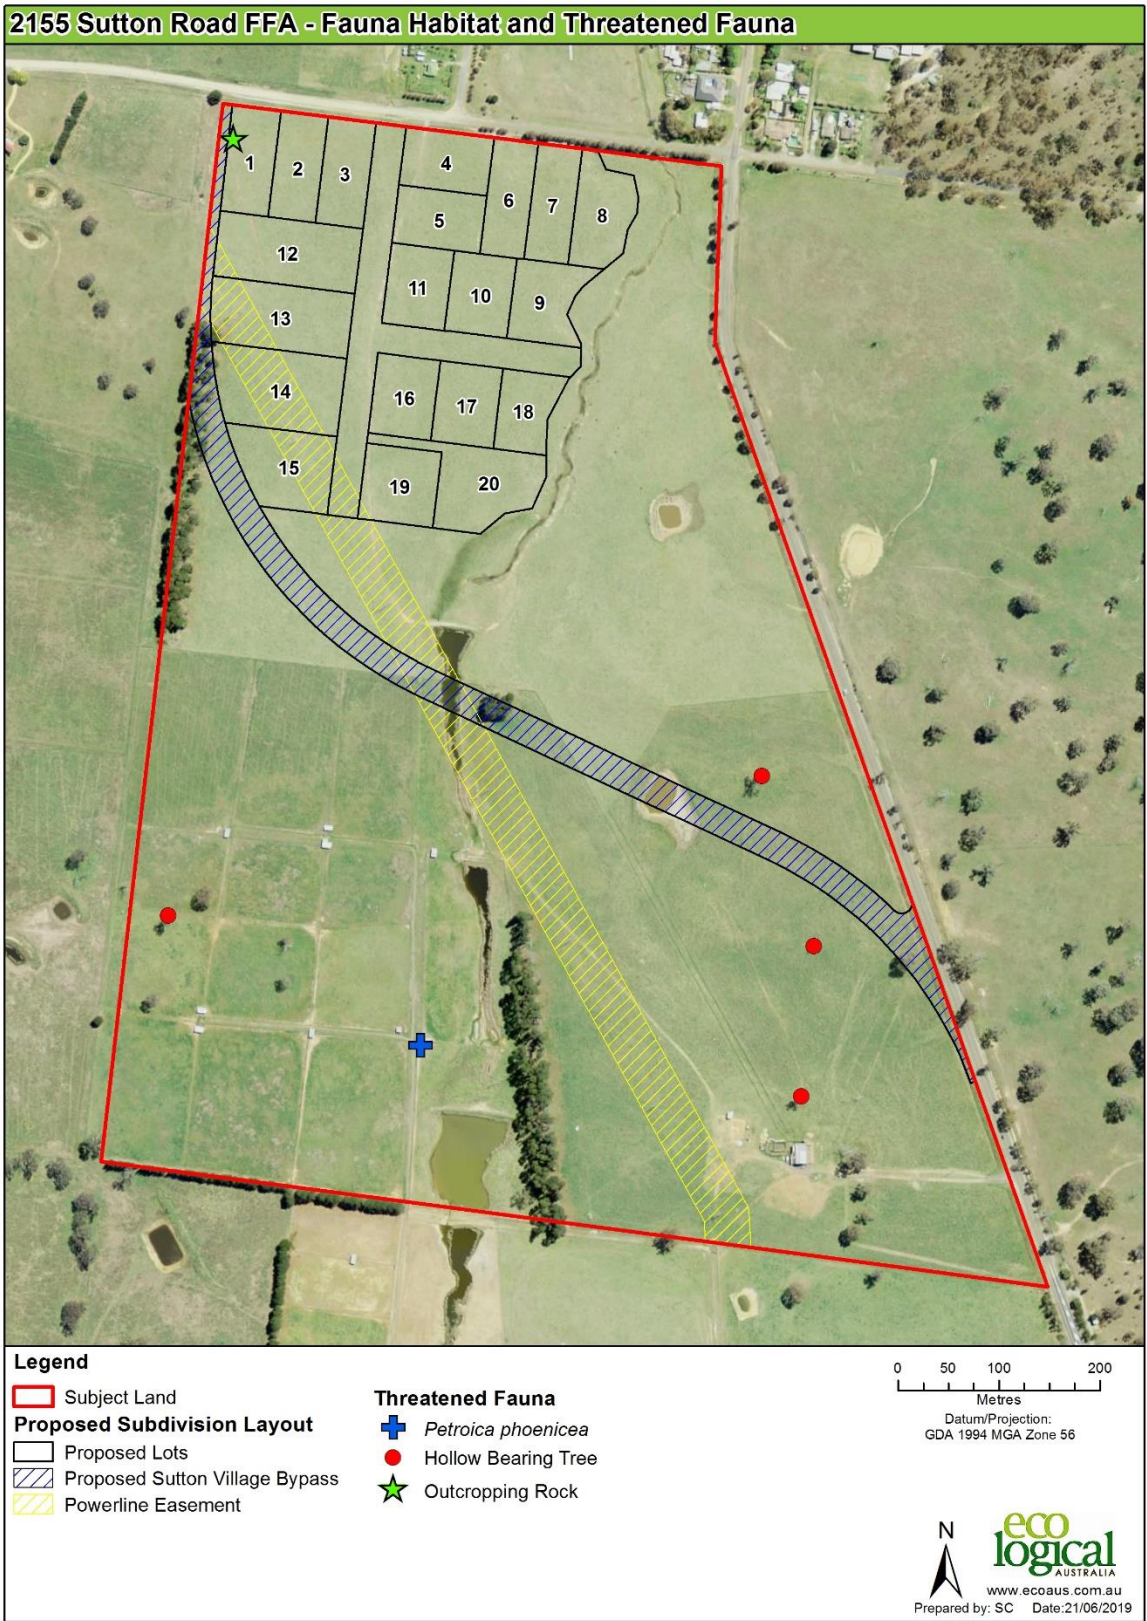 2155 Sutton Road FFA - Fauna Habitat and Threatened Fauna
1
2
3
4
5
6
7
8
12
11
10
9
13
14
16
17
18
15
19
20
Legend
Subject Land
Proposed Subdivision Layout
Proposed Lots
Proposed Sutton Village Bypass
Powerline Easement
Threatened Fauna
Petroica phoenicea
Hollow Bearing Tree
Outcropping Rock
0 50 100 200
Metres
Datum/Projection:
GDA 1994 MGA Zone 56
N
eco
logical
AUSTRALIA
www.ecoaus.com.au
Prepared by: SC Date:21/06/2019